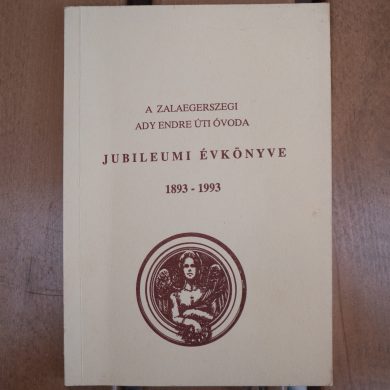 A ZALAEGERSZEGI
ADY ENDRE ÚTI ÓVODA
JUBILEUMI ÉVKÖNYVE
1893 - 1993